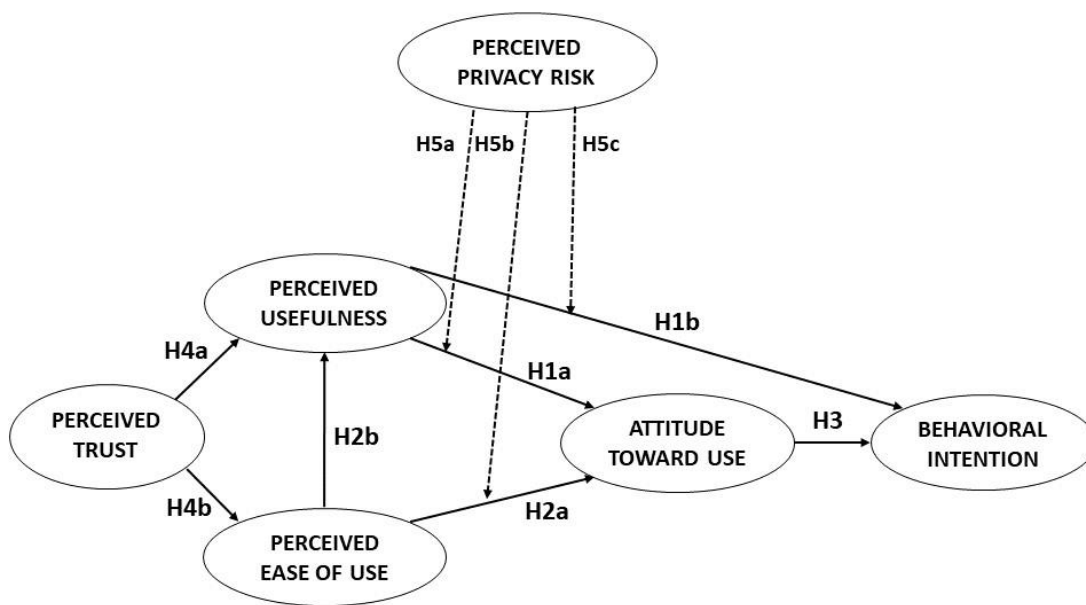 PERCEIVED
PRIVACY RISK
H5a
H5b
H5c
PERCEIVED
USEFULNESS
H1b
H4a
H1a
PERCEIVED
TRUST
H2b
ATTITUDE
TOWARD USE
H3
BEHAVIORAL
INTENTION
H4b
H2a
PERCEIVED
EASE OF USE